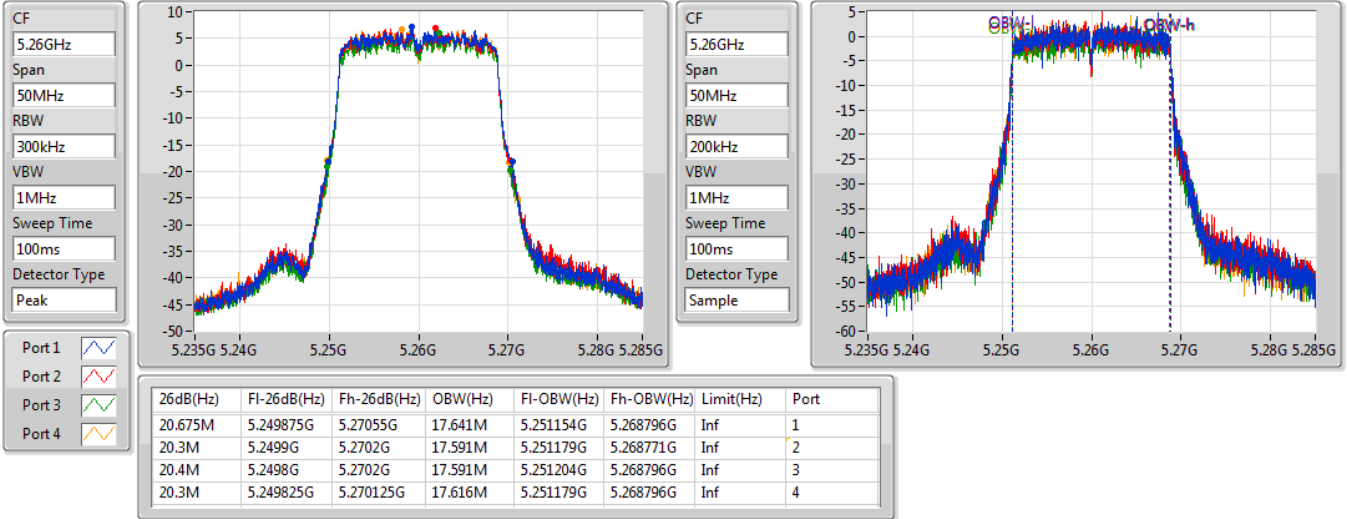 CF
5.26GHz
Span
50MHz
RBW
300kHz
VBW
1MHz
Sweep Time
100ms
Detector Type
Peak
10
5
0
-5
-10
-15
-20
-25
-30
-35
-40
-45
-50
5.235G 5.24G 5.25G 5.26G 5.27G 5.28G 5.285G
CF
5.26GHz
Span
50MHz
RBW
200kHz
VBW
1MHz
Sweep Time
100ms
Detector Type
Sample
OBW-l OBW-h
5
0
-5
-10
-15
-20
-25
-30
-35
-40
-45
-50
-55
-60
5.235G 5.24G 5.25G 5.26G 5.27G 5.28G 5.285G
Port 1
Port 2
Port 3
Port 4
26dB(Hz) Fl-26dB(Hz) Fh-26dB(Hz) OBW(Hz) Fl-OBW(Hz) Fh-OBW(Hz) Limit(Hz) Port
20.675M 5.249875G 5.27055G 17.641M 5.251154G 5.268796G Inf 1
20.3M 5.2499G 5.2702G 17.591M 5.251179G 5.268771G Inf 2
20.4M 5.2498G 5.2702G 17.591M 5.251204G 5.268796G Inf 3
20.3M 5.249825G 5.270125G 17.616M 5.251179G 5.268796G Inf 4